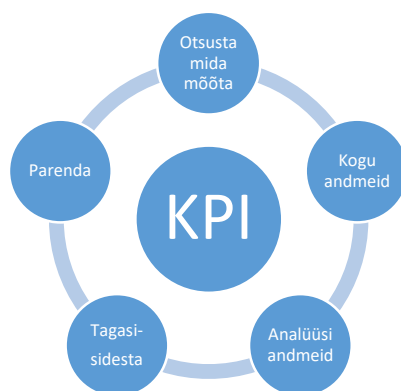 Otsusta
mida
mõõta
Kogu
andmeid
Analüüsi
andmeid
Tagasi-
sidesta
Parenda
KPI